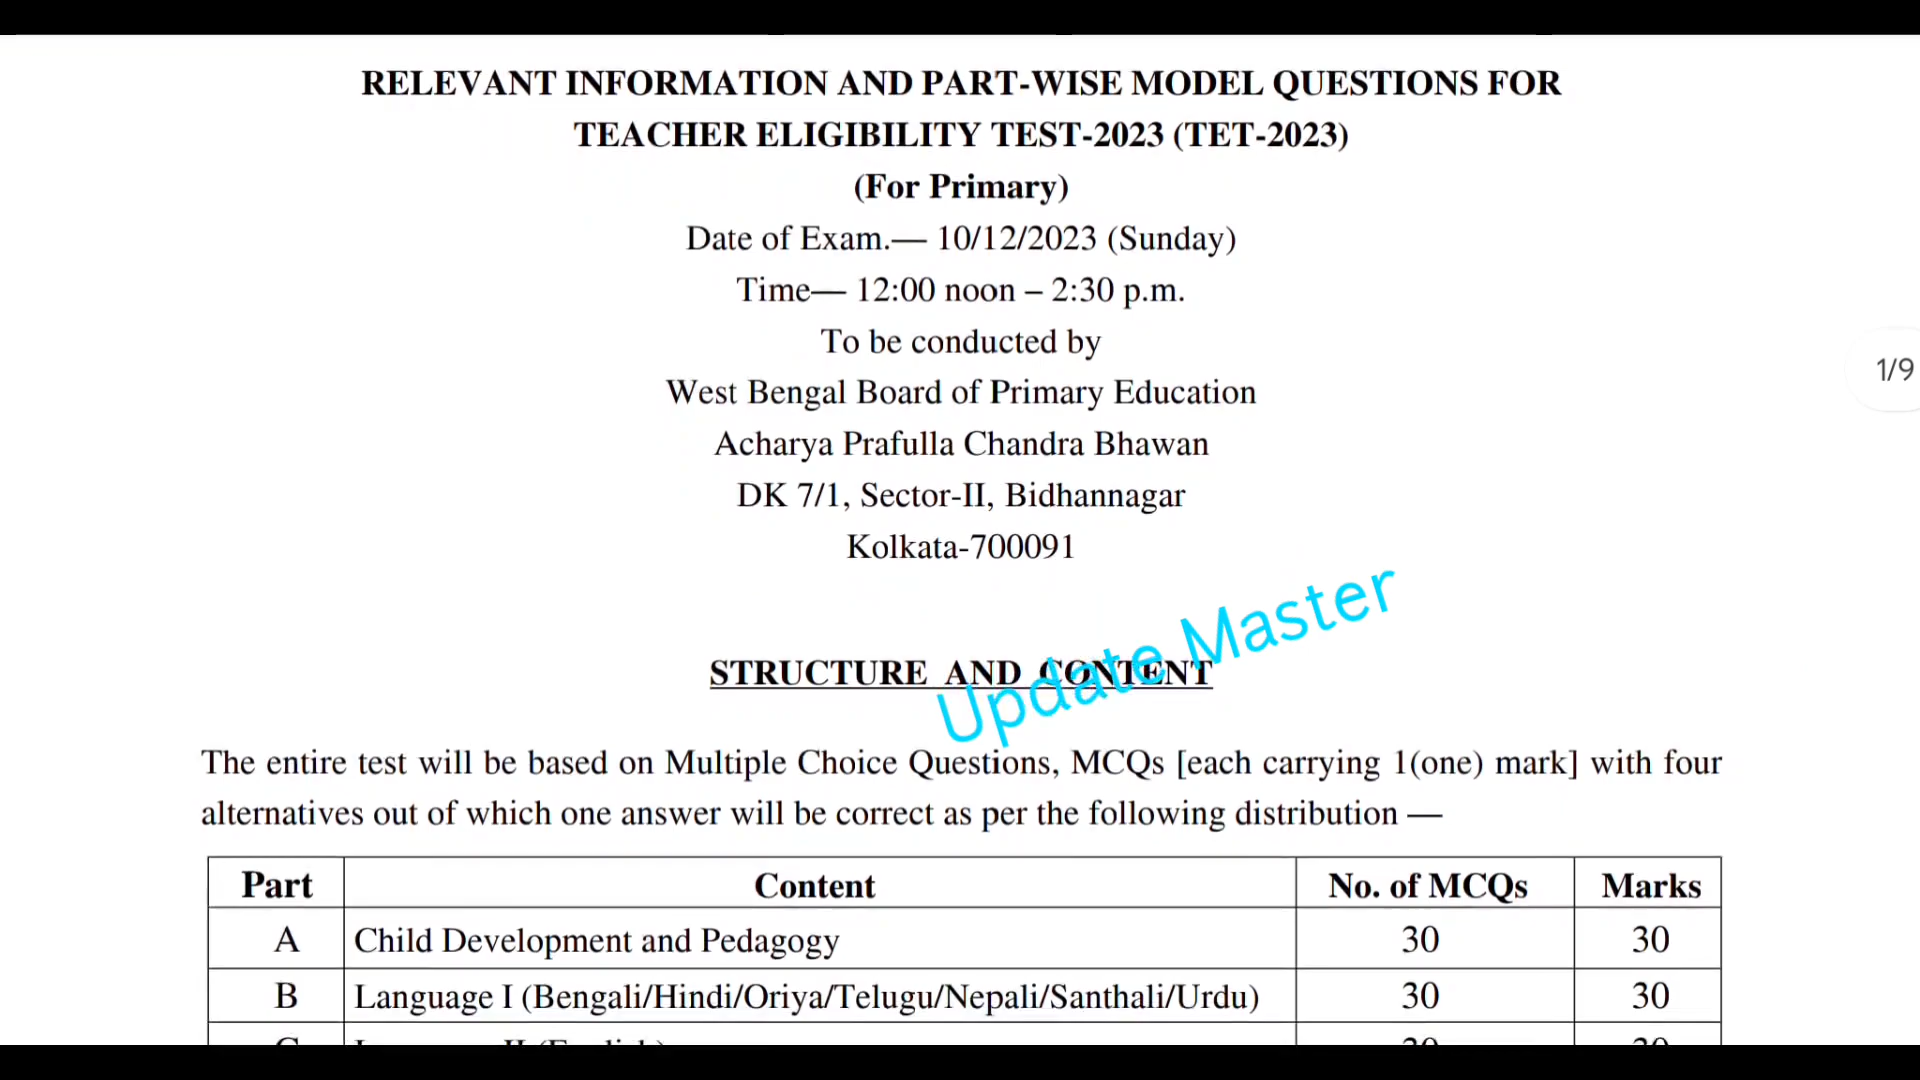 RELEVANT INFORMATION AND PART-WISE MODEL QUESTIONS FOR
TEACHER ELIGIBILITY TEST-2023 (TET-2023)
(For Primary)
Date of Exam.— 10/12/2023 (Sunday)
Time— 12:00 noon – 2:30 p.m.
To be conducted by
1/9
West Bengal Board of Primary Education
Acharya Prafulla Chandra Bhawan
DK 7/1, Sector-II, Bidhannagar
Kolkata-700091
Update Master
STRUCTURE AND CONTENT
The entire test will be based on Multiple Choice Questions, MCQs [each carrying 1(one) mark] with four
alternatives out of which one answer will be correct as per the following distribution —
Part Content No. of MCQs Marks
A Child Development and Pedagogy 30 30
B Language I (Bengali/Hindi/Oriya/Telugu/Nepali/Santhali/Urdu) 30 30